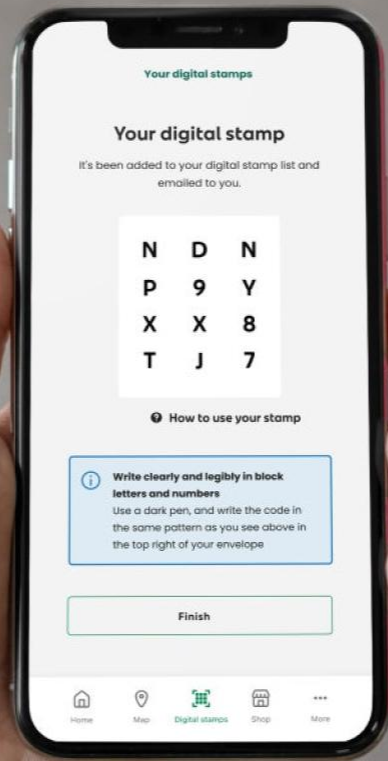 Your digital stamps
Your digital stamp
It's been added to your digital stamp list and
emailed to you.
N D N
P 9 Y
X X 8
T J 7
How to use your stamp
Write clearly and legibly in block
letters and numbers
Use a dark pen, and write the code in
the same pattern as you see above in
the top right of your envelope
Finish
Home Map Digital stamps Shop More